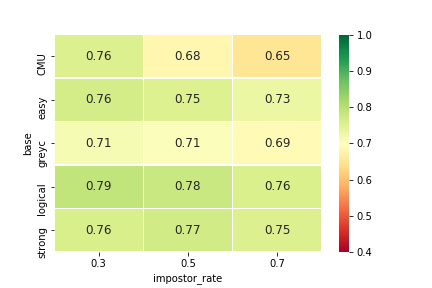 CMU 0.76 0.68 0.65
easy 0.76 0.75 0.73
greyc 0.71 0.71 0.69
logical 0.79 0.78 0.76
strong 0.76 0.77 0.75
0.3 0.5 0.7
impostor_rate
base
1.0
0.9
0.8
0.7
0.6
0.5
0.4